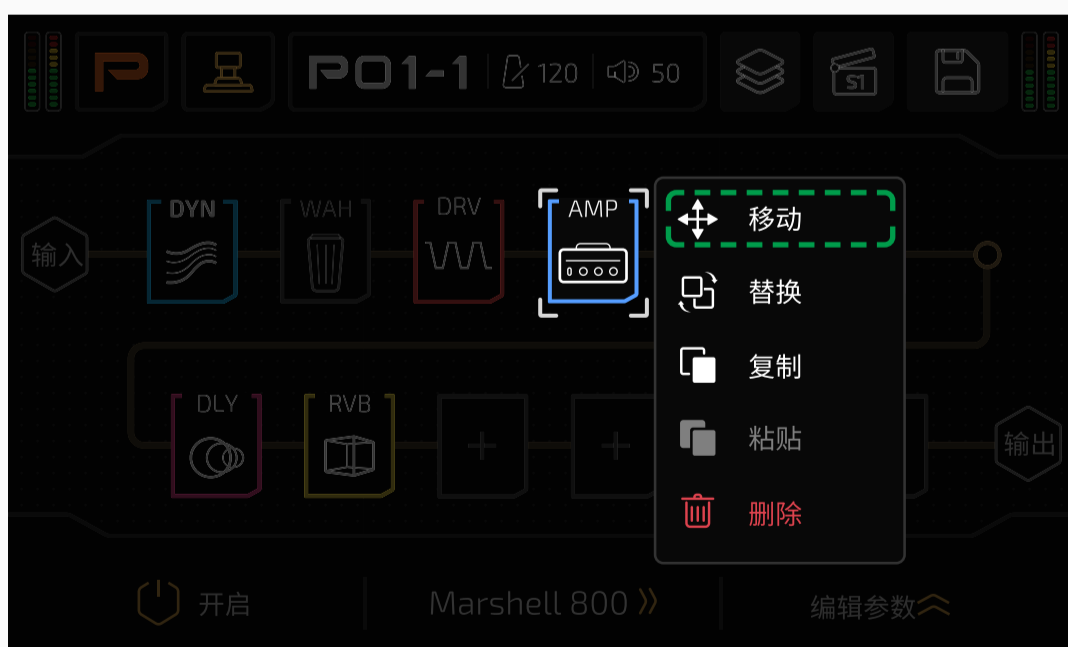 P01-1 120 50 S1
DYN WAH DRV AMP
输入
移动
替换
复制
粘贴
删除
DLY RVB
输出
开启 Marshell 800 编辑参数